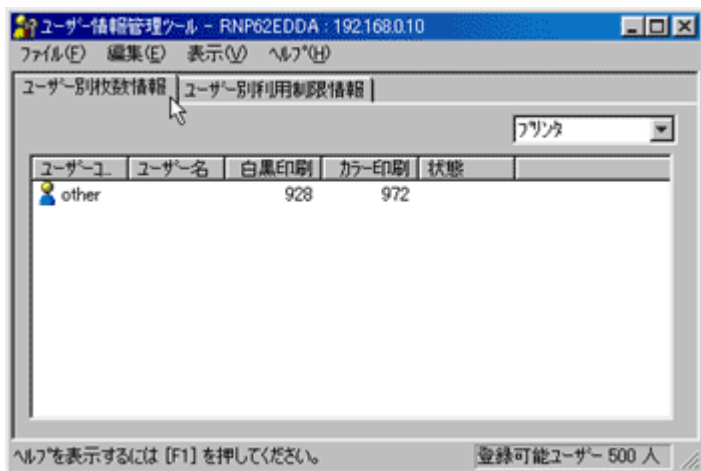 ユーザー情報管理ツール - RNP62EDDA : 192.168.0.10
ファイル(F) 編集(E) 表示(V) ヘルプ(H)
ユーザー別枚数情報 ユーザー別利用制限情報
プリンタ
ユーザーコ... ユーザー名 白黒印刷 カラー印刷 状態
other 928 972
ヘルプを表示するには [F1] を押してください。 登録可能ユーザー 500 人